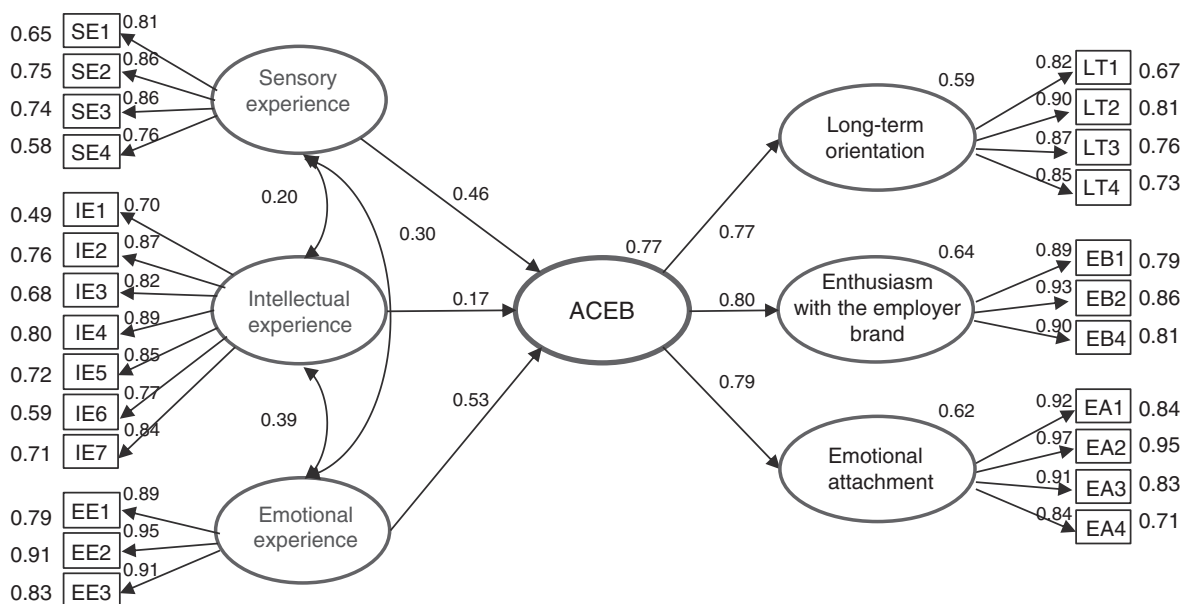 0.65 SE1 0.81
0.75 SE2 0.86
0.74 SE3 0.86
0.58 SE4 0.76
Sensory
experience
0.49 IE1 0.70
0.76 IE2 0.87
0.68 IE3 0.82
0.80 IE4 0.89
0.72 IE5 0.85
0.59 IE6 0.77
0.71 IE7 0.84
Intellectual
experience
0.79 EE1 0.89
0.91 EE2 0.95
0.83 EE3 0.91
Emotional
experience
0.20
0.30
0.39
0.46
0.17
0.53
0.77
ACEB
0.77
0.80
0.79
0.59
Long-term
orientation
0.82 LT1 0.67
0.90 LT2 0.81
0.87 LT3 0.76
0.85 LT4 0.73
0.64
Enthusiasm
with the employer
brand
0.89 EB1 0.79
0.93 EB2 0.86
0.90 EB4 0.81
0.62
Emotional
attachment
0.92 EA1 0.84
0.97 EA2 0.95
0.91 EA3 0.83
0.84 EA4 0.71